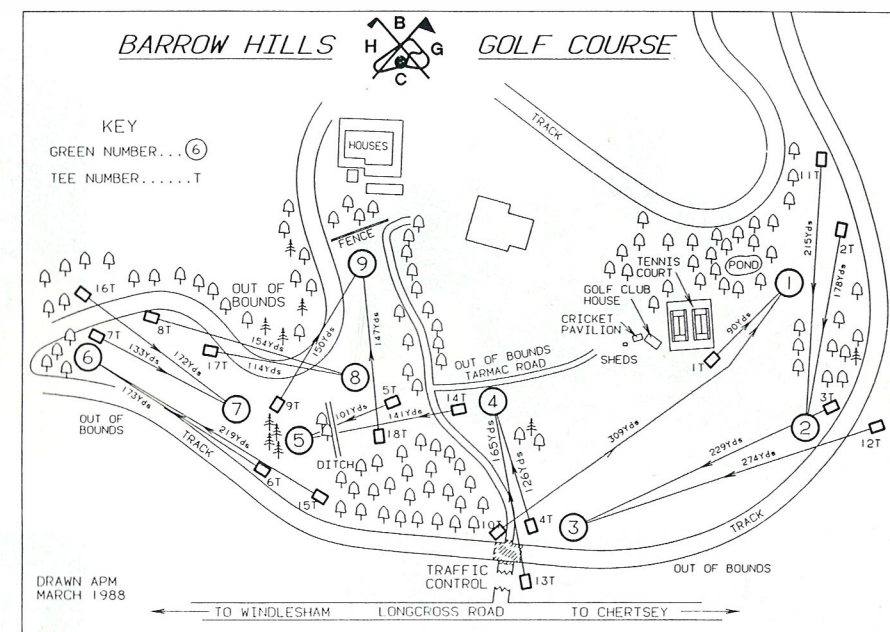 BARROW HILLS
B
H G
C
GOLF COURSE
KEY
GREEN NUMBER...6
TEE NUMBER......T
HOUSES
FENCE
TRACK
11T
215Yds
2T
178Yds
TENNIS
COURT
POND
GOLF CLUB
HOUSE
CRICKET
PAVILION
SHEDS
1
90Yds
1T
9
16T
OUT OF
BOUNDS
8T
7T
6
133Yds
172Yds
154Yds
17T
114Yds
150Yds
147Yds
8
OUT OF BOUNDS
TARMAC ROAD
173Yds
7
9T
5T
101Yds
141Yds
14T
4
3T
2
12T
OUT OF
BOUNDS
TRACK
219Yds
5
18T
DITCH
6T
15T
165Yds
126Yds
309Yds
229Yds
274Yds
10T
4T
3
TRACK
OUT OF BOUNDS
TRAFFIC
CONTROL
13T
DRAWN APM
MARCH 1988
TO WINDLESHAM LONGCROSS ROAD TO CHERTSEY